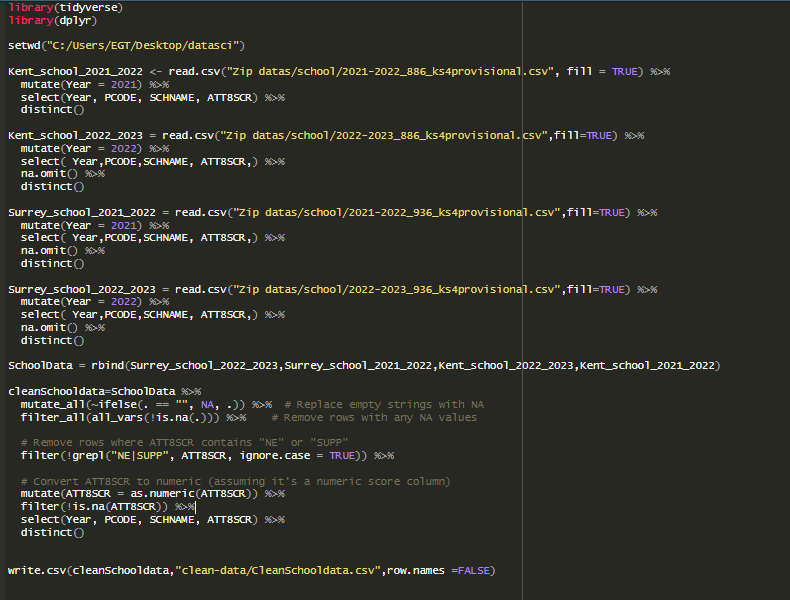 library(tidyverse)
library(dplyr)
setwd("C:/Users/EGT/Desktop/datasci")
Kent_school_2021_2022 <- read.csv("Zip datas/school/2021-2022_886_ks4provisional.csv", fill = TRUE) %>%
  mutate(Year = 2021) %>%
  select(Year, PCODE, SCHNAME, ATT8SCR) %>%
  distinct()
Kent_school_2022_2023 = read.csv("Zip datas/school/2022-2023_886_ks4provisional.csv",fill=TRUE) %>%
  mutate(Year = 2022) %>%
  select( Year,PCODE,SCHNAME, ATT8SCR,) %>%
  na.omit() %>%
  distinct()
Surrey_school_2021_2022 = read.csv("Zip datas/school/2021-2022_936_ks4provisional.csv",fill=TRUE) %>%
  mutate(Year = 2021) %>%
  select( Year,PCODE,SCHNAME, ATT8SCR,) %>%
  na.omit() %>%
  distinct()
Surrey_school_2022_2023 = read.csv("Zip datas/school/2022-2023_936_ks4provisional.csv",fill=TRUE) %>%
  mutate(Year = 2022) %>%
  select( Year,PCODE,SCHNAME, ATT8SCR,) %>%
  na.omit() %>%
  distinct()
SchoolData = rbind(Surrey_school_2022_2023,Surrey_school_2021_2022,Kent_school_2022_2023,Kent_school_2021_2022)
cleanSchooldata=SchoolData %>%
  mutate_all(~ifelse(. == "", NA, .)) %>%  # Replace empty strings with NA
  filter_all(all_vars(!is.na(.))) %>%    # Remove rows with any NA values
  # Remove rows where ATT8SCR contains "NE" or "SUPP"
  filter(!grepl("NE|SUPP", ATT8SCR, ignore.case = TRUE)) %>%
  # Convert ATT8SCR to numeric (assuming it's a numeric score column)
  mutate(ATT8SCR = as.numeric(ATT8SCR)) %>%
  filter(!is.na(ATT8SCR)) %>%
  select(Year, PCODE, SCHNAME, ATT8SCR) %>%
  distinct()
write.csv(cleanSchooldata,"clean-data/CleanSchooldata.csv",row.names =FALSE)